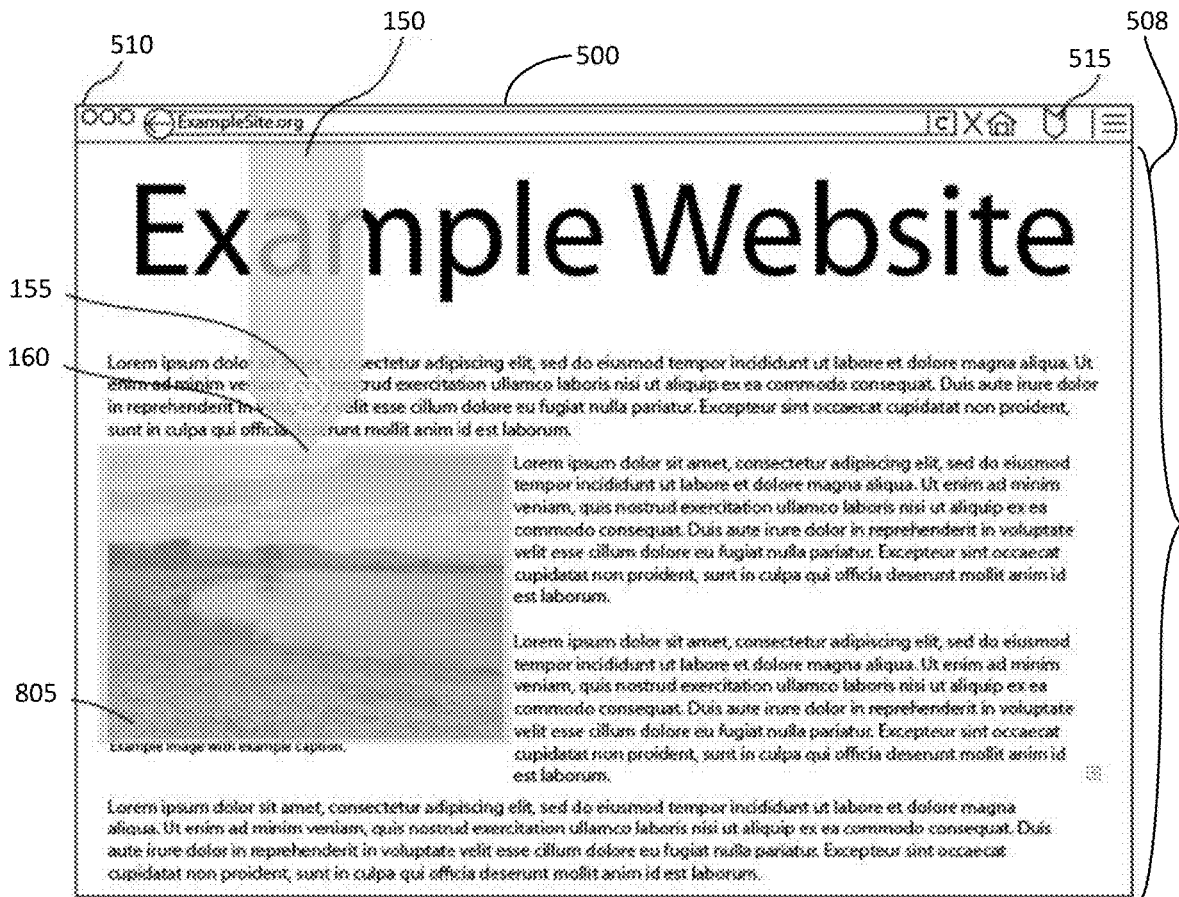 150
508
510
500
515
ExampleSite.org
C
Example Website
155
160
Lorem ipsum dolo sectetur adipiscing elit, sed do eiusmod tempor incididunt ut labore et dolore magna aliqua. Ut
enim ad minim ve strud exercitation ullamco laboris nisi ut aliquip ex ea commodo consequat. Duis aute irure dolor
in reprehenderit in elit esse cillum dolore eu fugiat nulla pariatur. Excepteur sint occaecat cupidatat non proident,
sunt in culpa qui officia runt mollit anim id est laborum.
Lorem ipsum dolor sit amet, consectetur adipiscing elit, sed do eiusmod
tempor incididunt ut labore et dolore magna aliqua. Ut enim ad minim
veniam, quis nostrud exercitation ullamco laboris nisi ut aliquip ex ea
commodo consequat. Duis aute irure dolor in reprehenderit in voluptate
velit esse cillum dolore eu fugiat nulla pariatur. Excepteur sint occaecat
cupidatat non proident, sunt in culpa qui officia deserunt mollit anim id
est laborum.
Lorem ipsum dolor sit amet, consectetur adipiscing elit, sed do eiusmod
tempor incididunt ut labore et dolore magna aliqua. Ut enim ad minim
veniam, quis nostrud exercitation ullamco laboris nisi ut aliquip ex ea
commodo consequat. Duis aute irure dolor in reprehenderit in voluptate
velit esse cillum dolore eu fugiat nulla pariatur. Excepteur sint occaecat
cupidatat non proident, sunt in culpa qui officia deserunt mollit anim id
est laborum.
805
Example image with example caption.
Lorem ipsum dolor sit amet, consectetur adipiscing elit, sed do eiusmod tempor incididunt ut labore et dolore magna
aliqua. Ut enim ad minim veniam, quis nostrud exercitation ullamco laboris nisi ut aliquip ex ea commodo consequat. Duis
aute irure dolor in reprehenderit in voluptate velit esse cillum dolore eu fugiat nulla pariatur. Excepteur sint occaecat
cupidatat non proident, sunt in culpa qui officia deserunt mollit anim id est laborum.